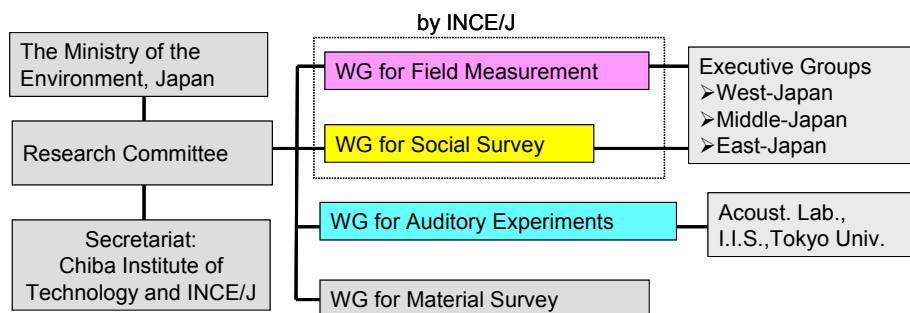 by INCE/J
The Ministry of the
Environment, Japan
Research Committee
Secretariat:
Chiba Institute of
Technology and INCE/J
WG for Field Measurement
WG for Social Survey
WG for Auditory Experiments
WG for Material Survey
Executive Groups
➢West-Japan
➢Middle-Japan
➢East-Japan
Acoust. Lab.,
I.I.S.,Tokyo Univ.